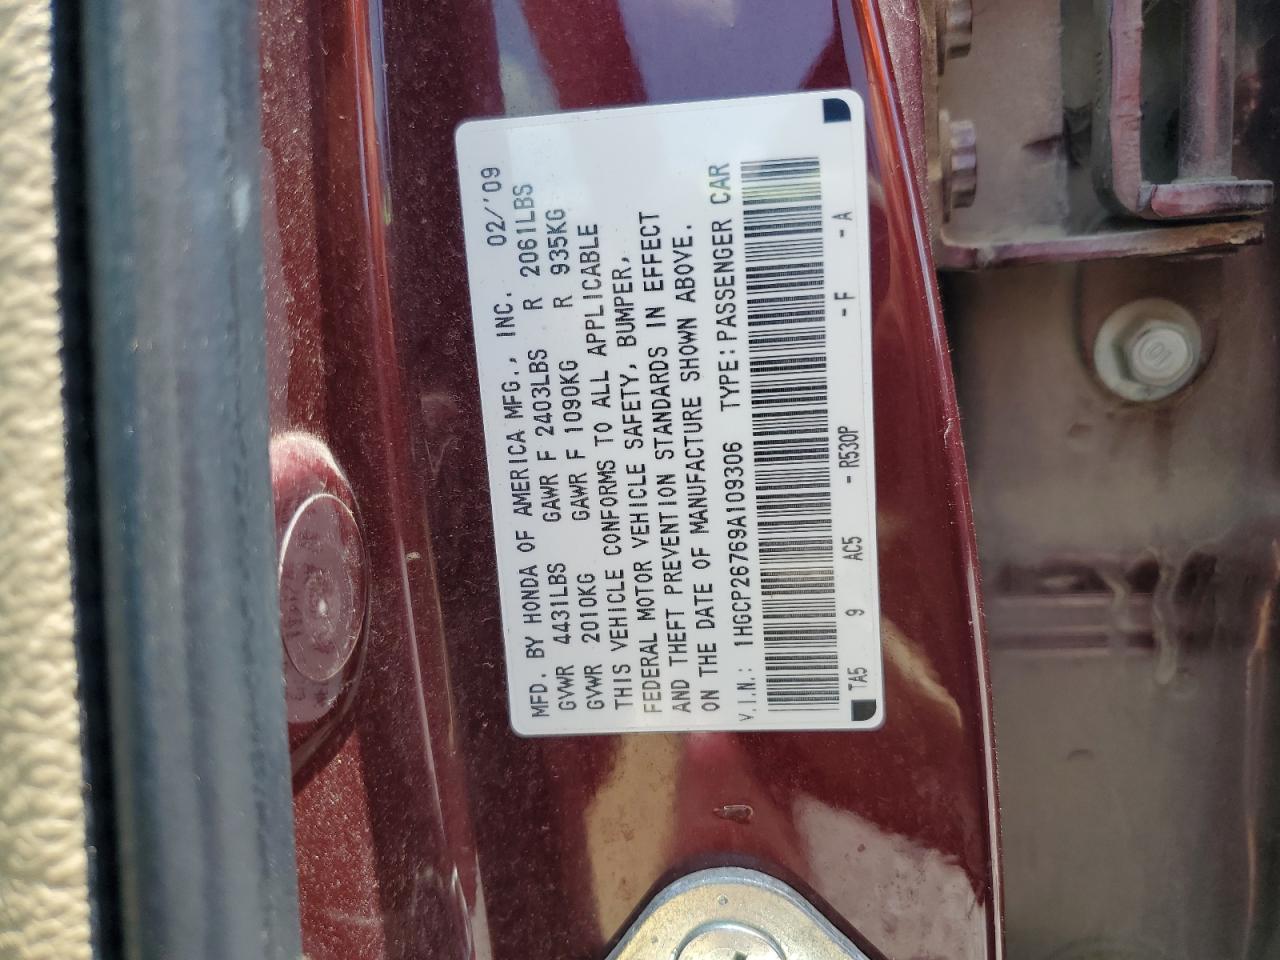 MFD. BY HONDA OF AMERICA MFG., INC. 02/'09
GVWR 4431LBS GAWR F 2403LBS R 2061LBS
GVWR 2010KG GAWR F 1090KG R 935KG
THIS VEHICLE CONFORMS TO ALL APPLICABLE
FEDERAL MOTOR VEHICLE SAFETY, BUMPER,
AND THEFT PREVENTION STANDARDS IN EFFECT
ON THE DATE OF MANUFACTURE SHOWN ABOVE.
V.I.N.: 1HGCP26769A109306 TYPE:PASSENGER CAR
TA5 9 AC5 - R530P - F - A
10